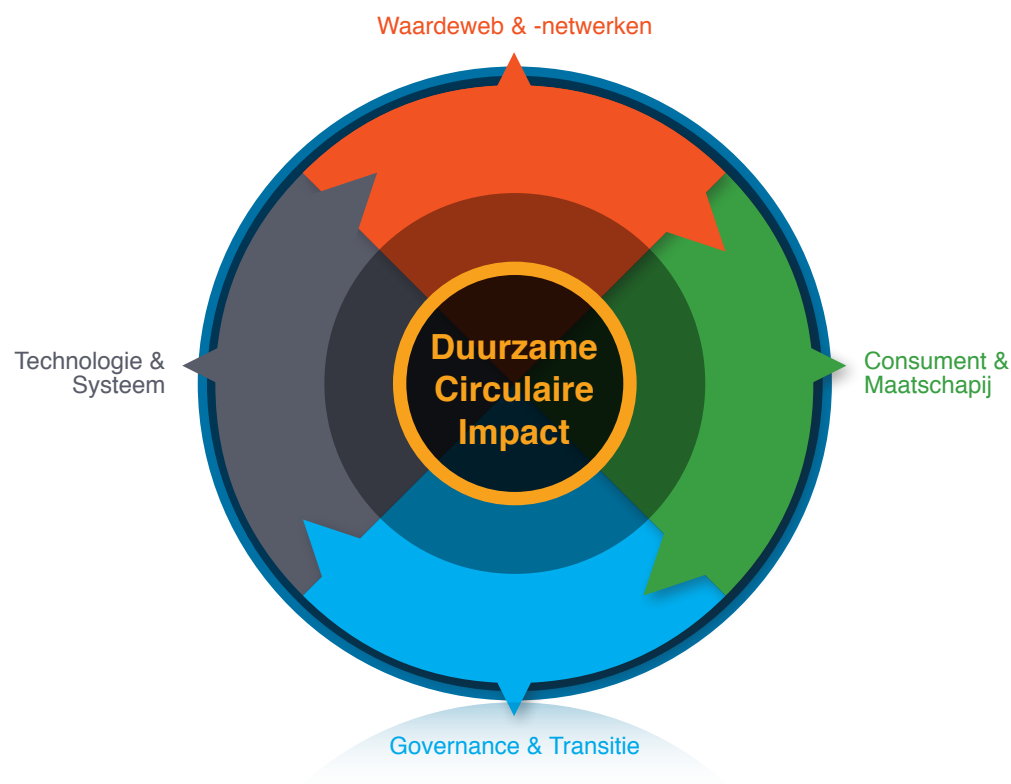 Waardeweb & -netwerken
Technologie &
Systeem
Duurzame
Circulaire
Impact
Consument &
Maatschapij
Governance & Transitie